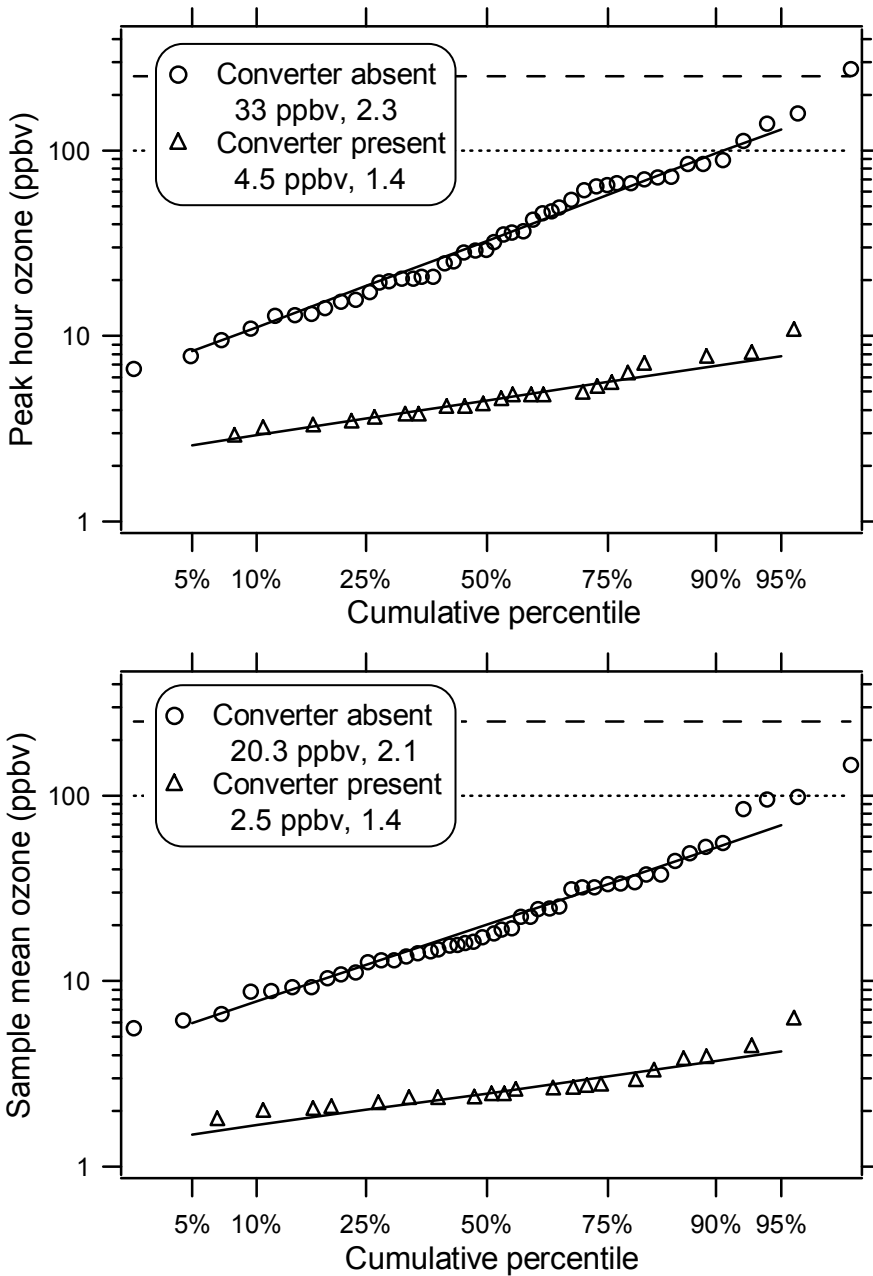 Converter absent
33 ppbv, 2.3
Converter present
4.5 ppbv, 1.4
Peak hour ozone (ppbv)
100
10
1
5% 10% 25% 50% 75% 90% 95%
Cumulative percentile
Converter absent
20.3 ppbv, 2.1
Converter present
2.5 ppbv, 1.4
Sample mean ozone (ppbv)
100
10
1
5% 10% 25% 50% 75% 90% 95%
Cumulative percentile